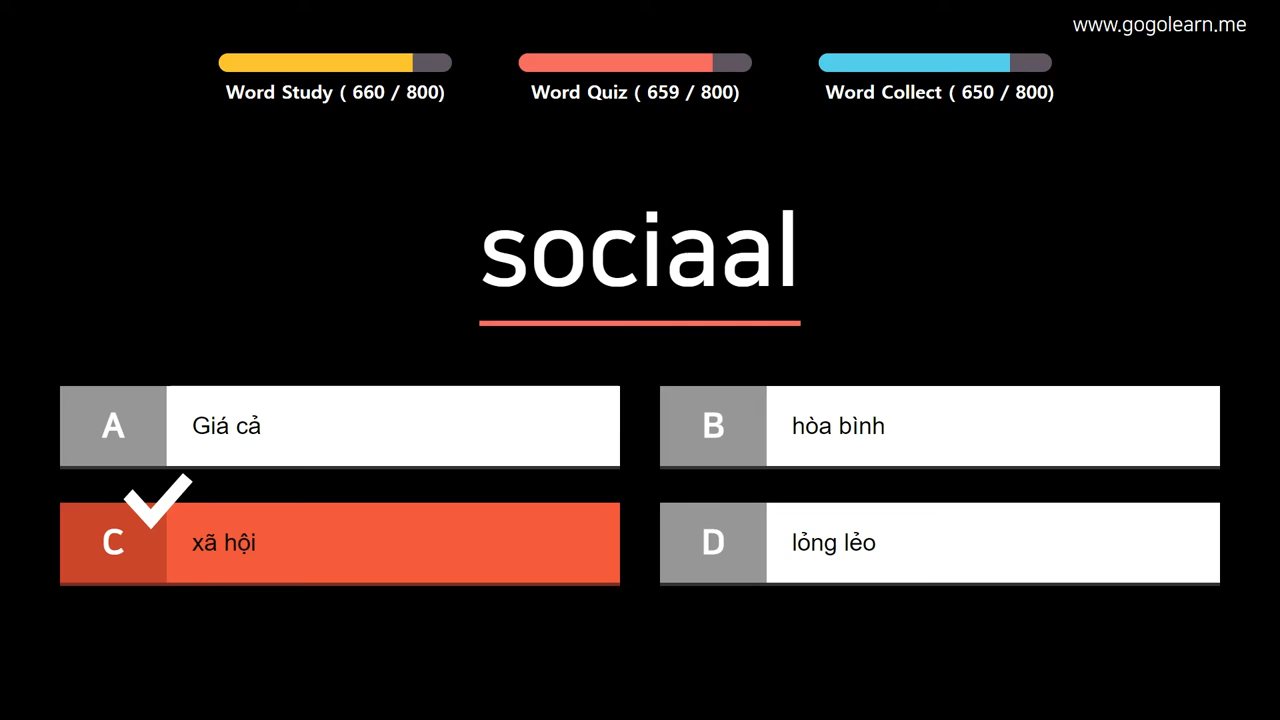 www.gogolearn.me
Word Study ( 660 / 800)
Word Quiz ( 659 / 800)
Word Collect ( 650 / 800)
sociaal
A Giá cả
B hòa bình
C xã hội
D lỏng lẻo